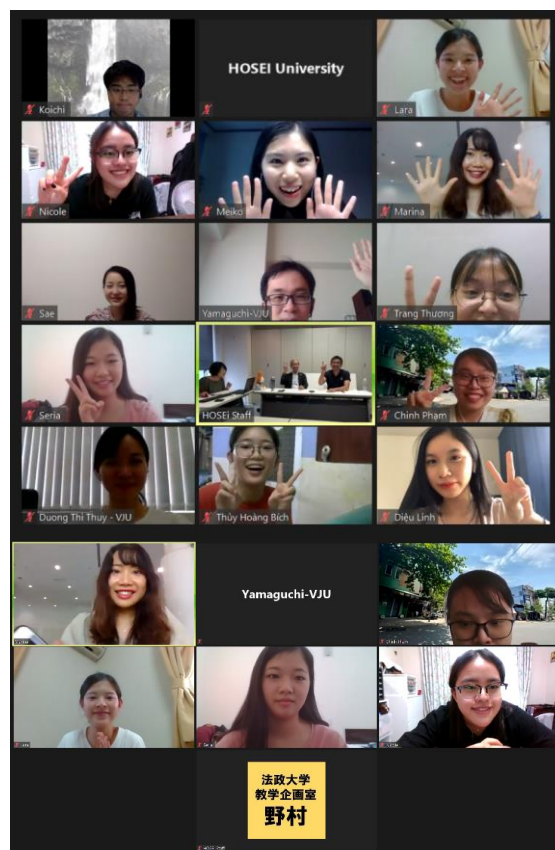 HOSEI University
Koichi
Lara
Nicole
Meiko
Marina
Sae
Yamaguchi-VJU
Trang Thương
Seria
HOSEi Staff
Chinh Phạm
Duong Thi Thuy - VJU
Thùy Hoàng Bích
Diệu Linh
Yamaguchi-VJU
法政大学
教学企画室
野村